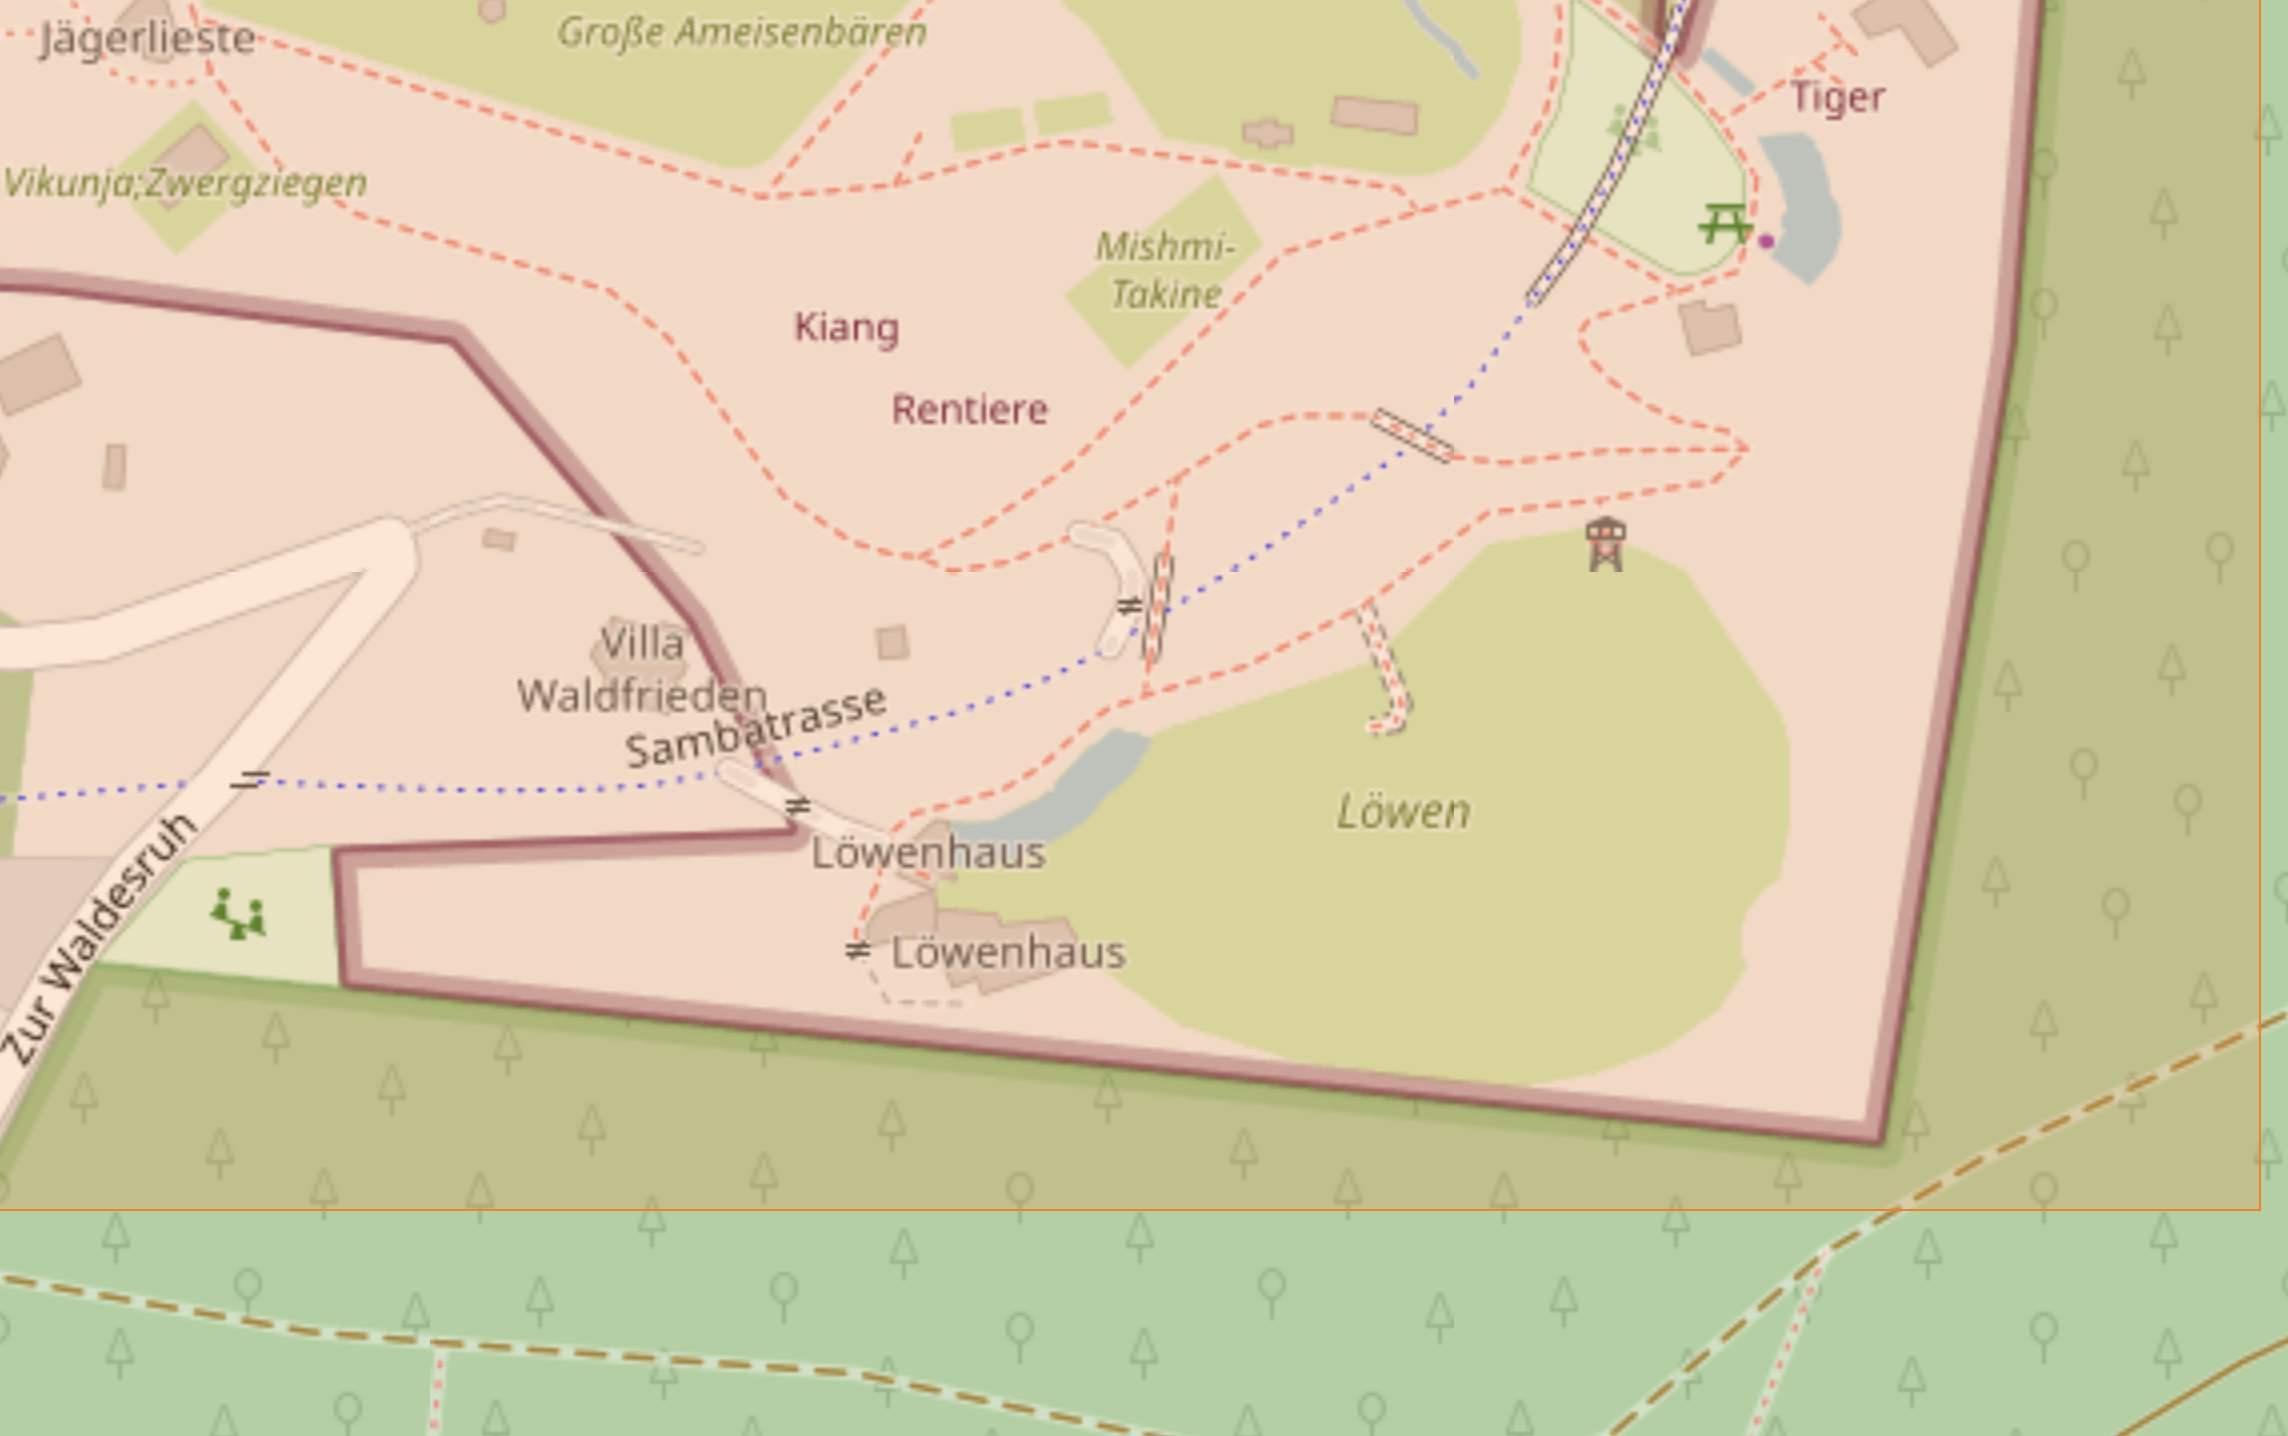 Jägerlieste
Große Ameisenbären
Tiger
Vikunja;Zwergziegen
Mishmi-
Takine
Kiang
Rentiere
Villa
Waldfrieden
Sambatrasse
Löwen
Löwenhaus
Löwenhaus
Zur Waldesruh